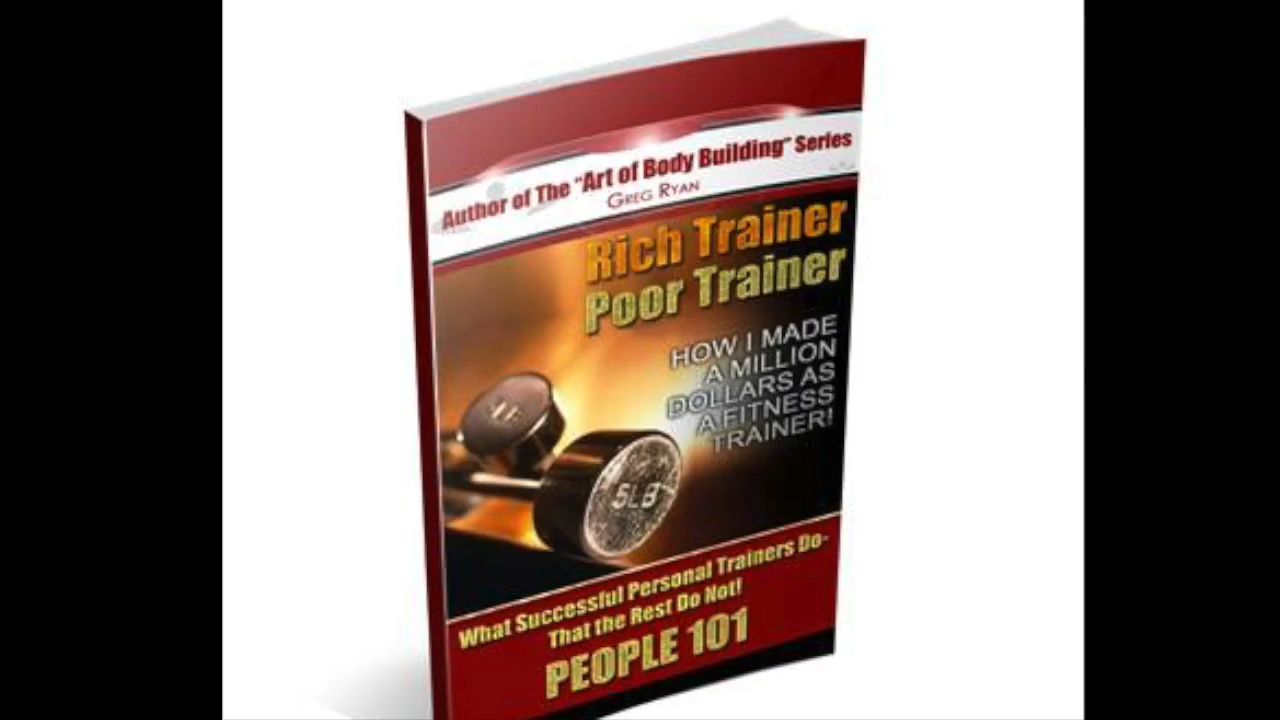 Author of The "Art of Body Building" Series
Greg Ryan
Rich Trainer
Poor Trainer
HOW I MADE
A MILLION
DOLLARS AS
A FITNESS
TRAINER!
5LB
What Successful Personal Trainers Do-
That the Rest Do Not!
PEOPLE 101